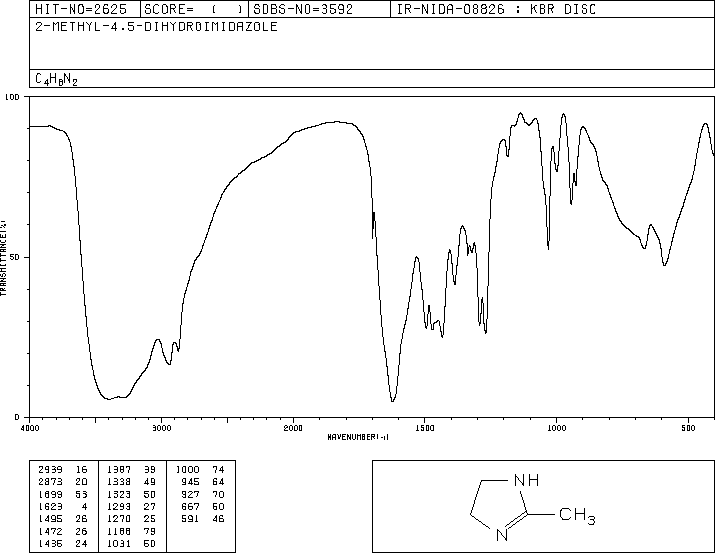 HIT-NO=2625 SCORE= ( ) SDBS-NO=3592 IR-NIDA-08826 : KBR DISC
2-METHYL-4,5-DIHYDROIMIDAZOLE
C4H8N2
100
50
0
TRANSMITTANCE(%)
4000 3000 2000 1500 1000 500
WAVENUMBER(-1)
2939 16 1387 39 1000 74
2873 20 1338 49 945 64
1699 53 1323 50 927 70
1623 4 1293 27 667 60
1495 26 1270 25 591 46
1472 26 1188 79
1436 24 1031 60
NH
CH3
N